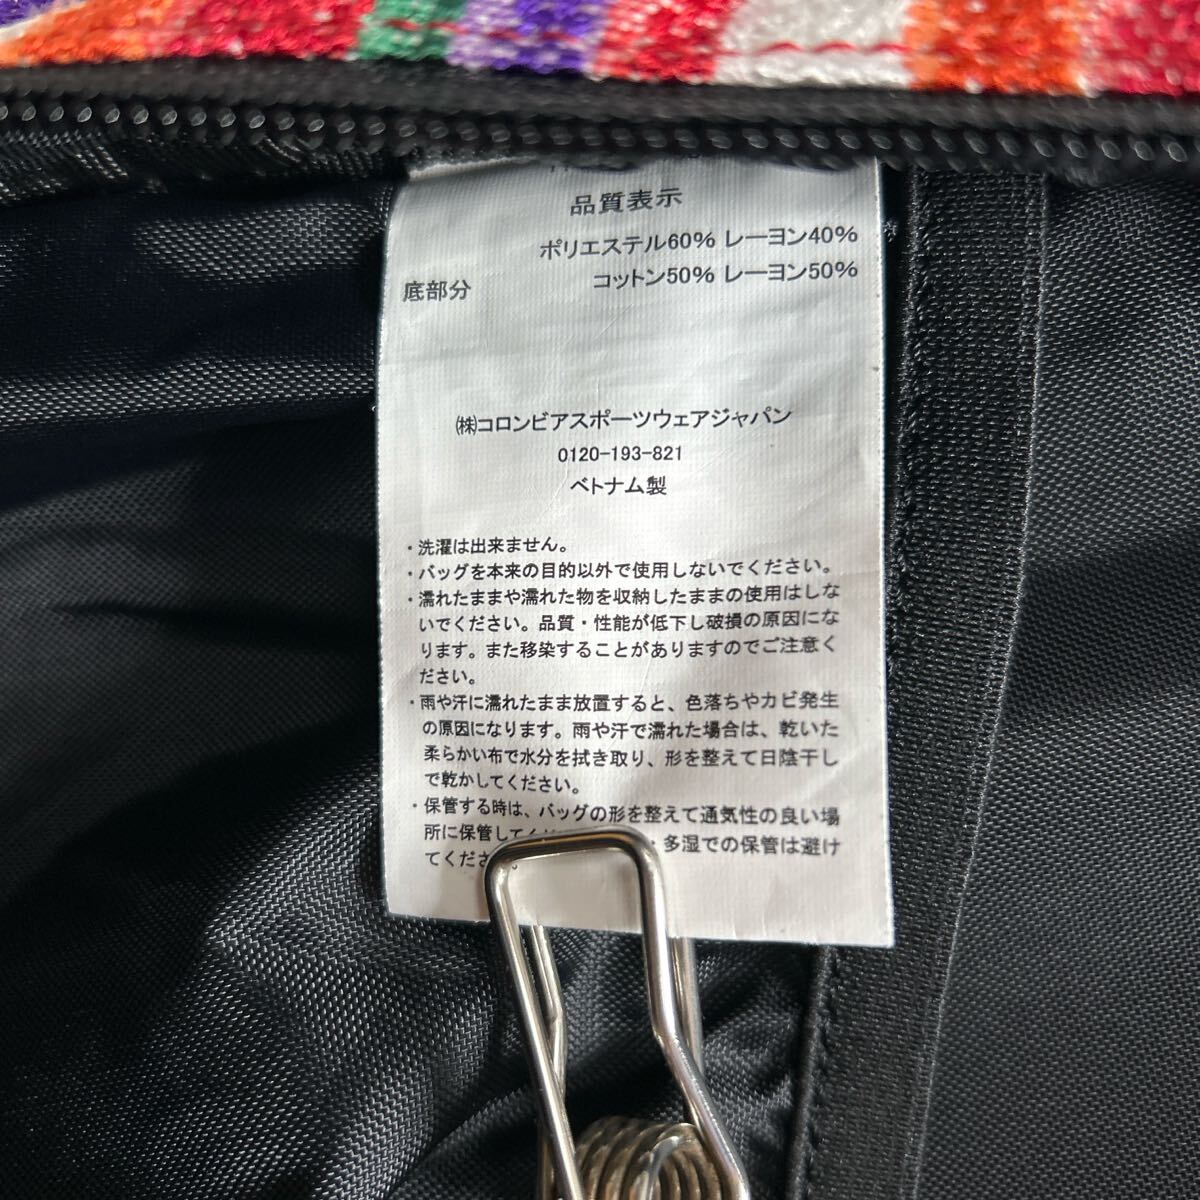 品質表示
ポリエステル60% レーヨン40%
底部分 コットン50% レーヨン50%
㈱コロンビアスポーツウェアジャパン
0120-193-821
ベトナム製
・洗濯は出来ません。
・バッグを本来の目的以外で使用しないでください。
・濡れたままや濡れた物を収納したままの使用はしな
いでください。品質・性能が低下し破損の原因にな
ります。また移染することがありますのでご注意く
ださい。
・雨や汗に濡れたまま放置すると、色落ちやカビ発生
の原因になります。雨や汗で濡れた場合は、乾いた
柔らかい布で水分を拭き取り、形を整えて日陰干し
で乾かしてください。
・保管する時は、バッグの形を整えて通気性の良い場
所に保管して ・多湿での保管は避け
てくださ